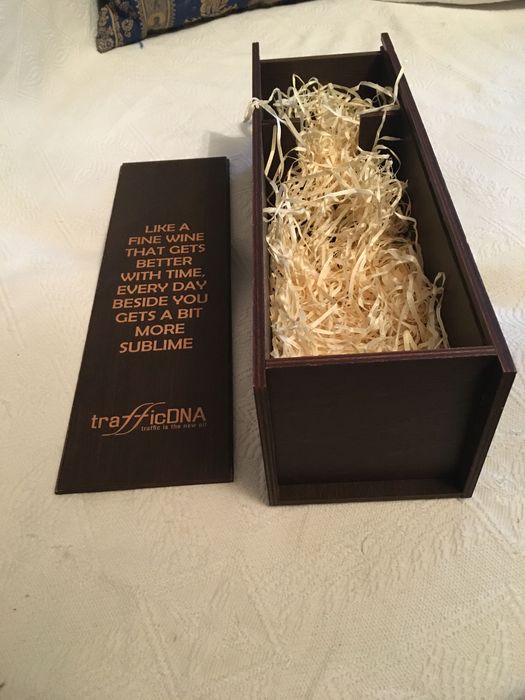 LIKE A
FINE WINE
THAT GETS
BETTER
WITH TIME,
EVERY DAY
BESIDE YOU
GETS A BIT
MORE
SUBLIME
trafficDNA
traffic is the new oil